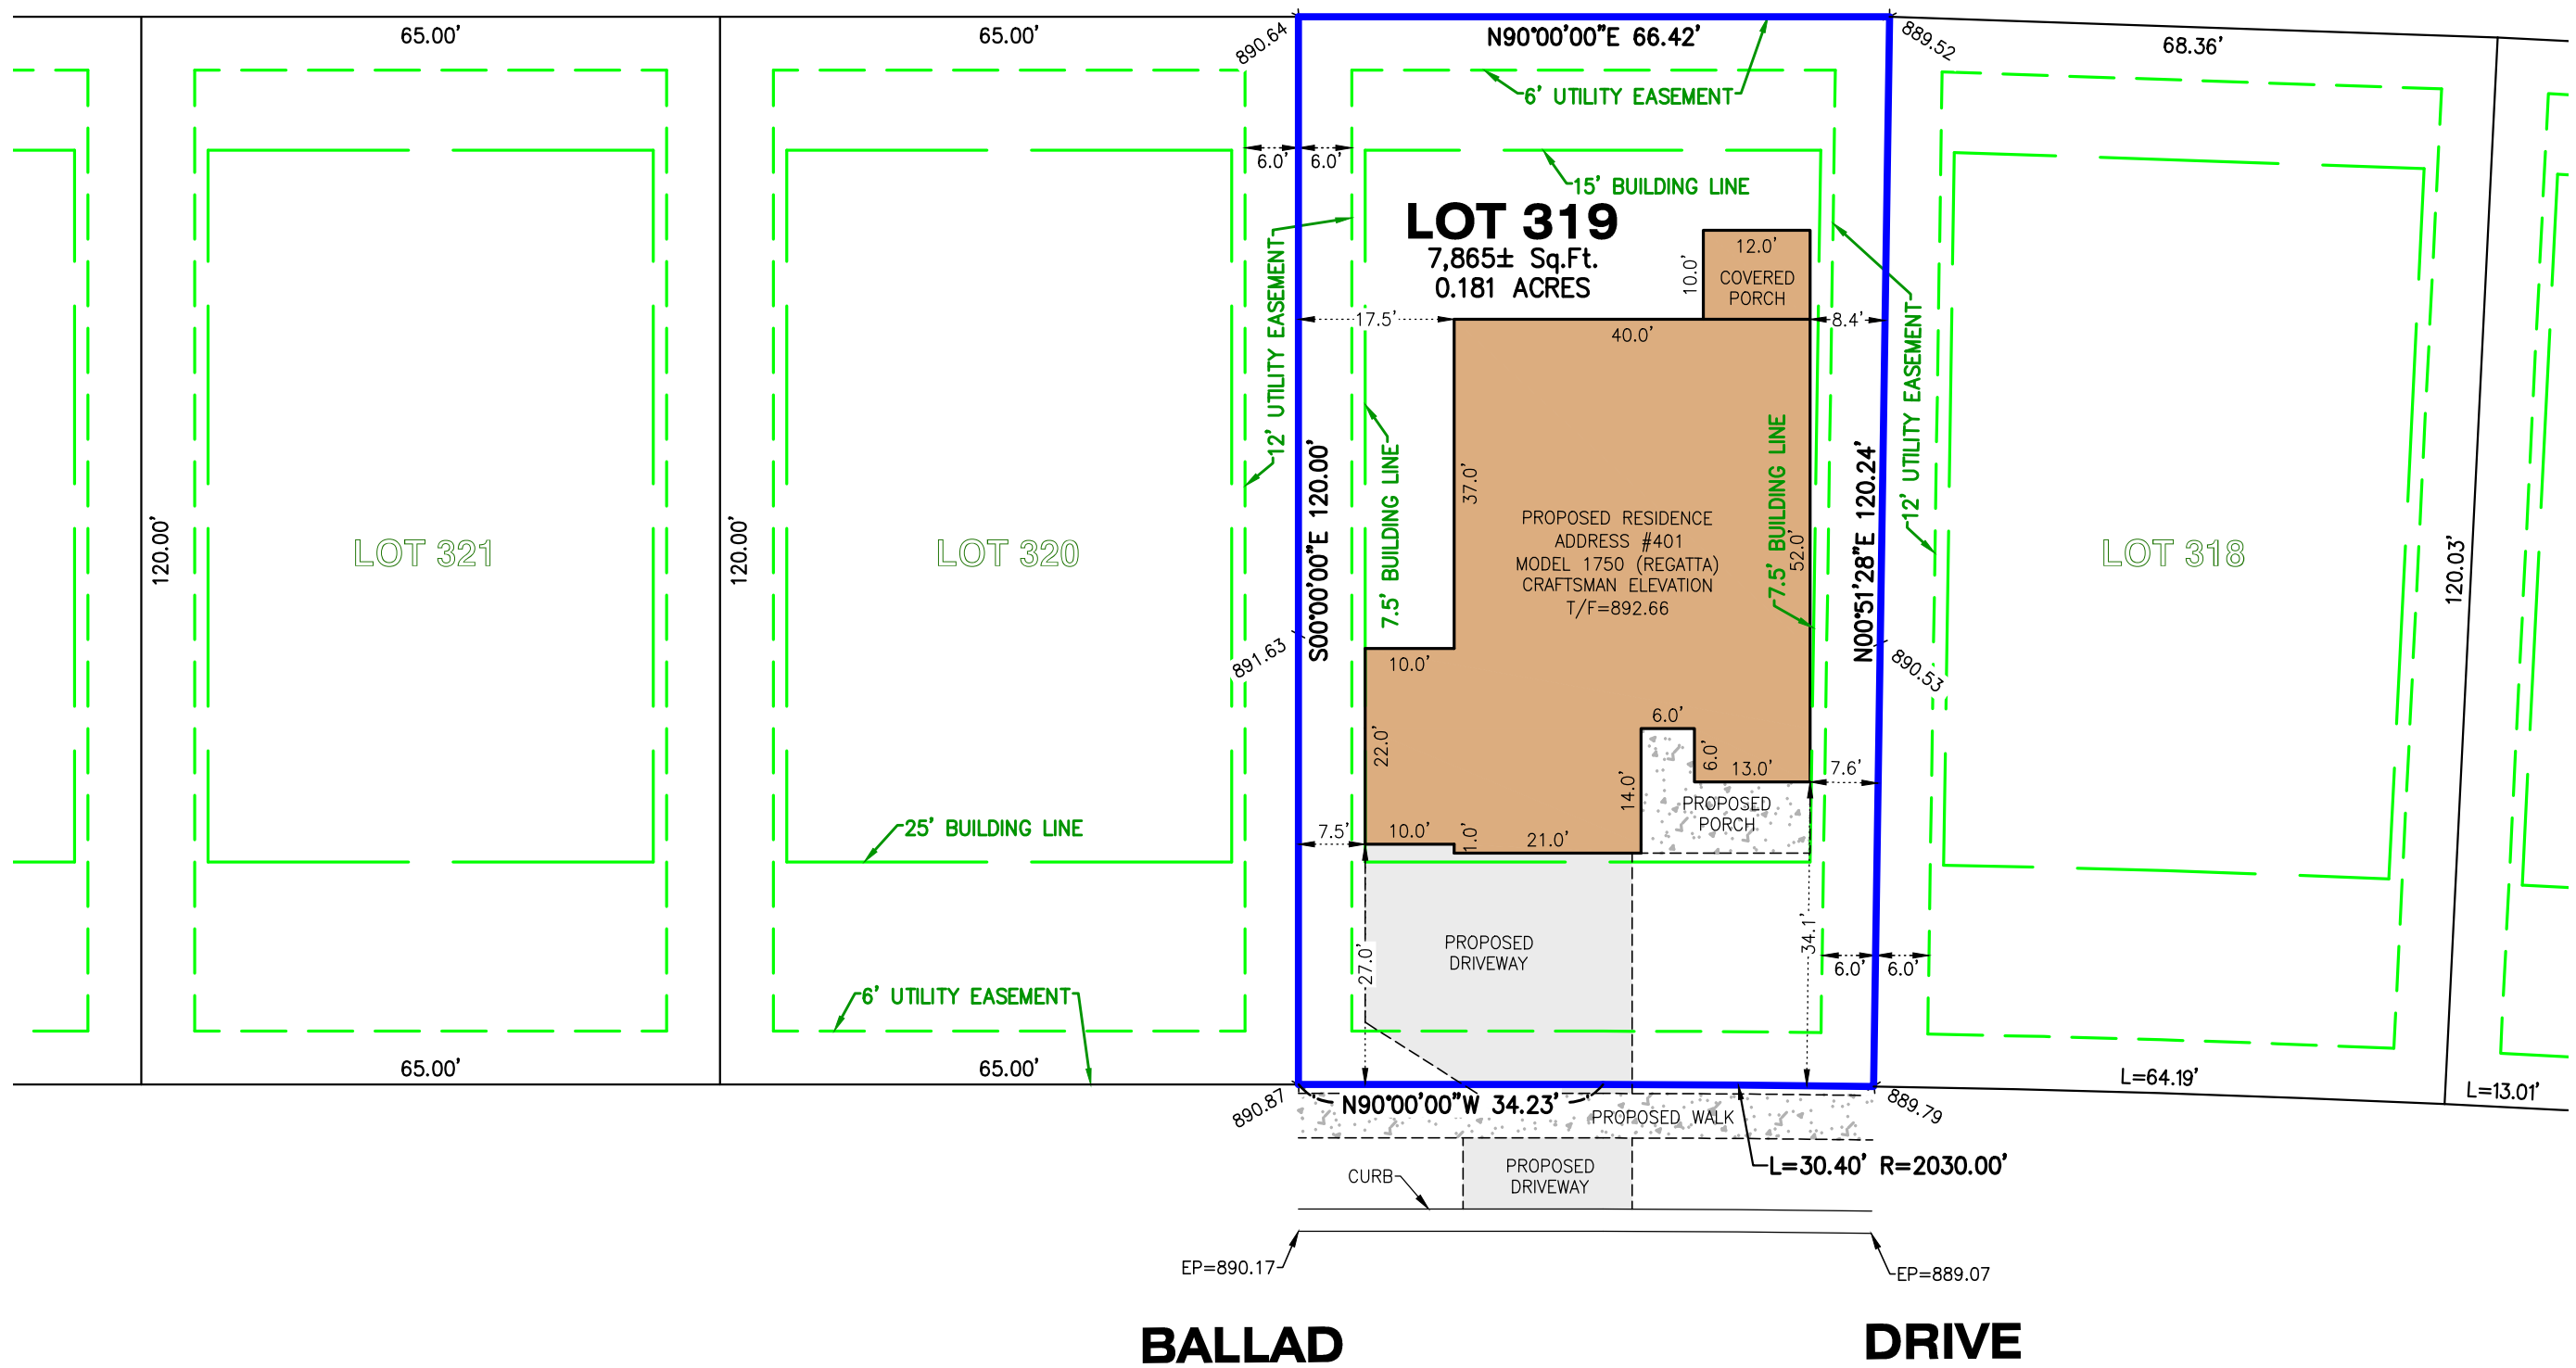 65.00'
65.00'
890.64
N90°00'00"E 66.42'
889.52
68.36'
6' UTILITY EASEMENT
6.0'
6.0'
15' BUILDING LINE
LOT 319
7,865± Sq.Ft.
0.181 ACRES
12.0'
10.0'
COVERED
PORCH
12' UTILITY EASEMENT
17.5'
40.0'
8.4'
12' UTILITY EASEMENT
120.00'
LOT 321
120.00'
LOT 320
S00°00'00"E 120.00'
7.5' BUILDING LINE
37.0'
PROPOSED RESIDENCE
ADDRESS #401
MODEL 1750 (REGATTA)
CRAFTSMAN ELEVATION
T/F=892.66
7.5' BUILDING LINE
52.0'
N00°51'28"E 120.24'
LOT 318
120.03'
891.63
890.53
10.0'
22.0'
6.0'
6.0'
13.0'
7.6'
14.0'
PROPOSED
PORCH
25' BUILDING LINE
7.5'
10.0'
1.0'
21.0'
27.0'
PROPOSED
DRIVEWAY
34.1'
6.0'
6.0'
6' UTILITY EASEMENT
65.00'
65.00'
L=64.19'
L=13.01'
890.87
N90°00'00"W 34.23'
PROPOSED WALK
889.79
CURB
PROPOSED
DRIVEWAY
L=30.40' R=2030.00'
EP=890.17
EP=889.07
BALLAD DRIVE